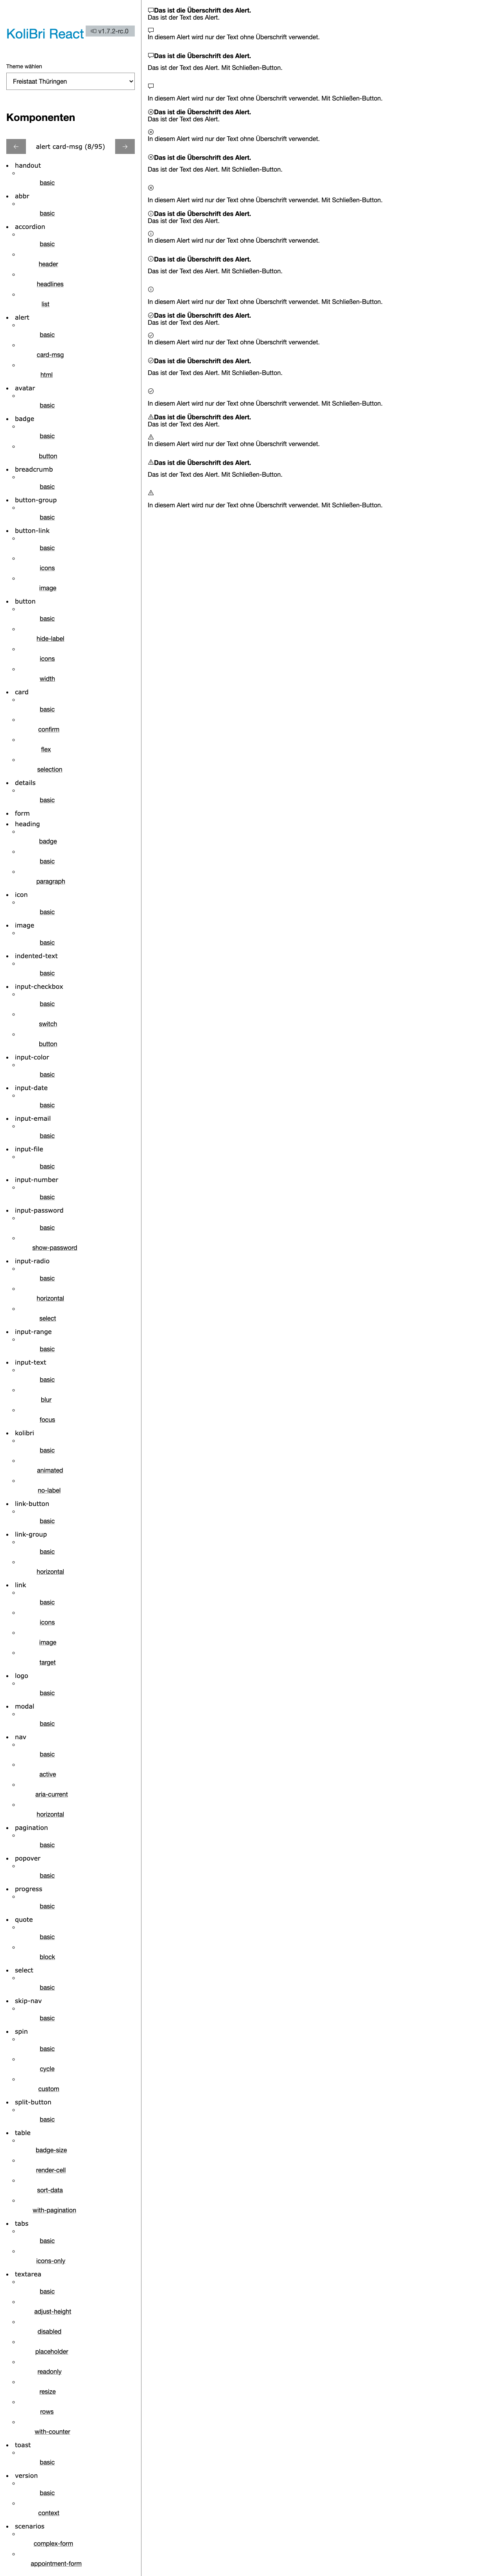 KoliBri React
v1.7.2-rc.0
Theme wählen
Freistaat Thüringen
Komponenten
alert card-msg (8/95)
handout
basic
abbr
basic
accordion
basic
header
headlines
list
alert
basic
card-msg
html
avatar
basic
badge
basic
button
breadcrumb
basic
button-group
basic
button-link
basic
icons
image
button
basic
hide-label
icons
width
card
basic
confirm
flex
selection
details
basic
form
heading
badge
basic
paragraph
icon
basic
image
basic
indented-text
basic
input-checkbox
basic
switch
button
input-color
basic
input-date
basic
input-email
basic
input-file
basic
input-number
basic
input-password
basic
show-password
input-radio
basic
horizontal
select
input-range
basic
input-text
basic
blur
focus
kolibri
basic
animated
no-label
link-button
basic
link-group
basic
horizontal
link
basic
icons
image
target
logo
basic
modal
basic
nav
basic
active
aria-current
horizontal
pagination
basic
popover
basic
progress
basic
quote
basic
block
select
basic
skip-nav
basic
spin
basic
cycle
custom
split-button
basic
table
badge-size
render-cell
sort-data
with-pagination
tabs
basic
icons-only
textarea
basic
adjust-height
disabled
placeholder
readonly
resize
rows
with-counter
toast
basic
version
basic
context
scenarios
complex-form
appointment-form
Das ist die Überschrift des Alert.
Das ist der Text des Alert.
In diesem Alert wird nur der Text ohne Überschrift verwendet.
Das ist die Überschrift des Alert.
Das ist der Text des Alert. Mit Schließen-Button.
In diesem Alert wird nur der Text ohne Überschrift verwendet. Mit Schließen-Button.
Das ist die Überschrift des Alert.
Das ist der Text des Alert.
In diesem Alert wird nur der Text ohne Überschrift verwendet.
Das ist die Überschrift des Alert.
Das ist der Text des Alert. Mit Schließen-Button.
In diesem Alert wird nur der Text ohne Überschrift verwendet. Mit Schließen-Button.
Das ist die Überschrift des Alert.
Das ist der Text des Alert.
In diesem Alert wird nur der Text ohne Überschrift verwendet.
Das ist die Überschrift des Alert.
Das ist der Text des Alert. Mit Schließen-Button.
In diesem Alert wird nur der Text ohne Überschrift verwendet. Mit Schließen-Button.
Das ist die Überschrift des Alert.
Das ist der Text des Alert.
In diesem Alert wird nur der Text ohne Überschrift verwendet.
Das ist die Überschrift des Alert.
Das ist der Text des Alert. Mit Schließen-Button.
In diesem Alert wird nur der Text ohne Überschrift verwendet. Mit Schließen-Button.
Das ist die Überschrift des Alert.
Das ist der Text des Alert.
In diesem Alert wird nur der Text ohne Überschrift verwendet.
Das ist die Überschrift des Alert.
Das ist der Text des Alert. Mit Schließen-Button.
In diesem Alert wird nur der Text ohne Überschrift verwendet. Mit Schließen-Button.